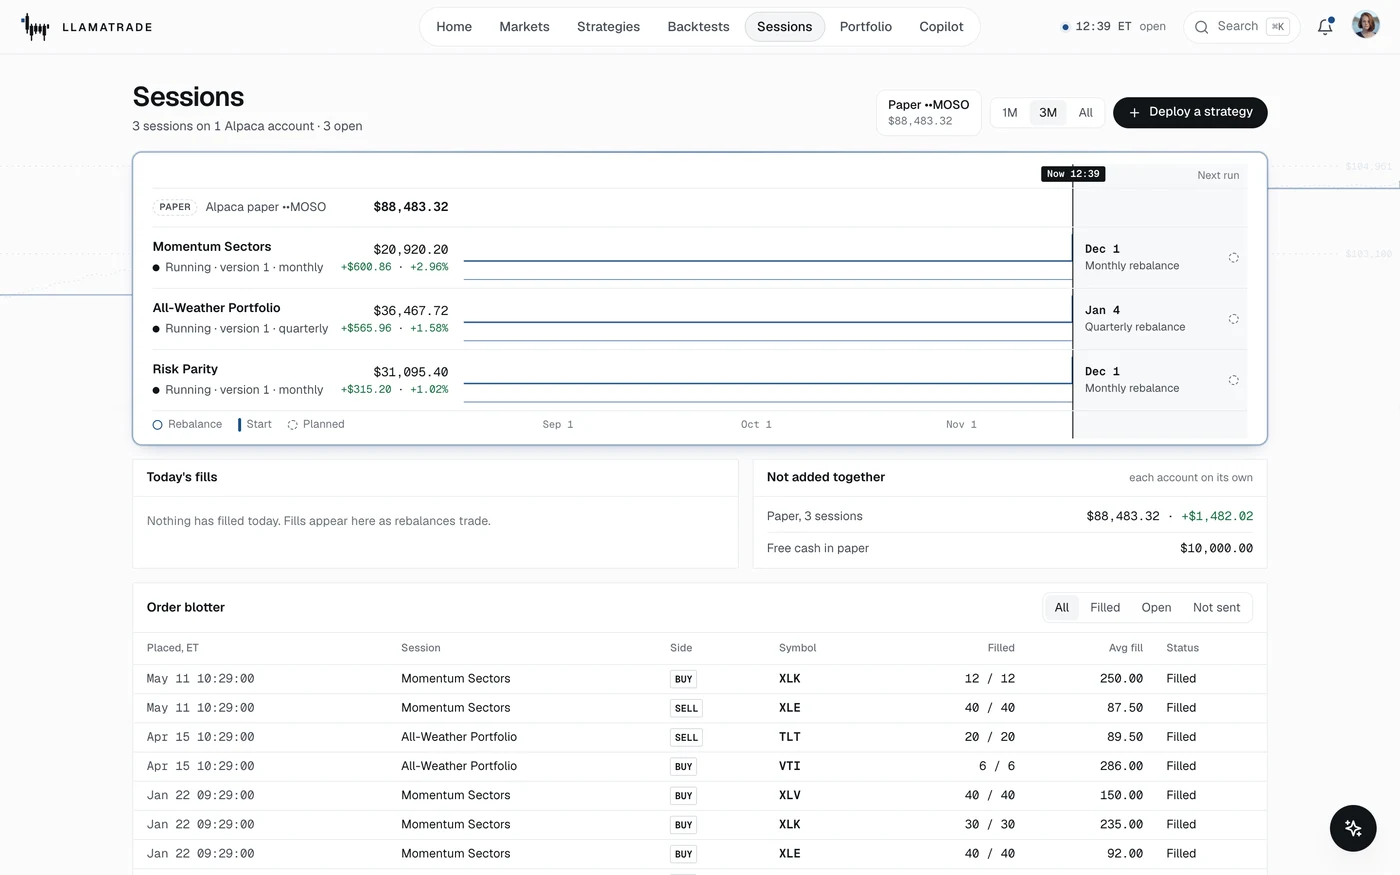 LLAMATRADE
Home Markets Strategies Backtests Sessions Portfolio Copilot
12:39 ET open
Search ⌘K
Sessions
3 sessions on 1 Alpaca account · 3 open
Paper ••MOSO
$88,483.32
1M 3M All
+ Deploy a strategy
$104,951
$103,100
Now 12:39
Next run
PAPER Alpaca paper ••MOSO $88,483.32
Momentum Sectors $20,920.20
Running · version 1 · monthly +$600.86 · +2.96%
Dec 1
Monthly rebalance
All-Weather Portfolio $36,467.72
Running · version 1 · quarterly +$565.96 · +1.58%
Jan 4
Quarterly rebalance
Risk Parity $31,095.40
Running · version 1 · monthly +$315.20 · +1.02%
Dec 1
Monthly rebalance
Rebalance Start Planned Sep 1 Oct 1 Nov 1
Today's fills
Nothing has filled today. Fills appear here as rebalances trade.
Not added together each account on its own
Paper, 3 sessions $88,483.32 · +$1,482.02
Free cash in paper $10,000.00
Order blotter All Filled Open Not sent
Placed, ET Session Side Symbol Filled Avg fill Status
May 11 10:29:00 Momentum Sectors BUY XLK 12 / 12 250.00 Filled
May 11 10:29:00 Momentum Sectors SELL XLE 40 / 40 87.50 Filled
Apr 15 10:29:00 All-Weather Portfolio SELL TLT 20 / 20 89.50 Filled
Apr 15 10:29:00 All-Weather Portfolio BUY VTI 6 / 6 286.00 Filled
Jan 22 09:29:00 Momentum Sectors BUY XLV 40 / 40 150.00 Filled
Jan 22 09:29:00 Momentum Sectors BUY XLK 30 / 30 235.00 Filled
Jan 22 09:29:00 Momentum Sectors BUY XLE 40 / 40 92.00 Filled